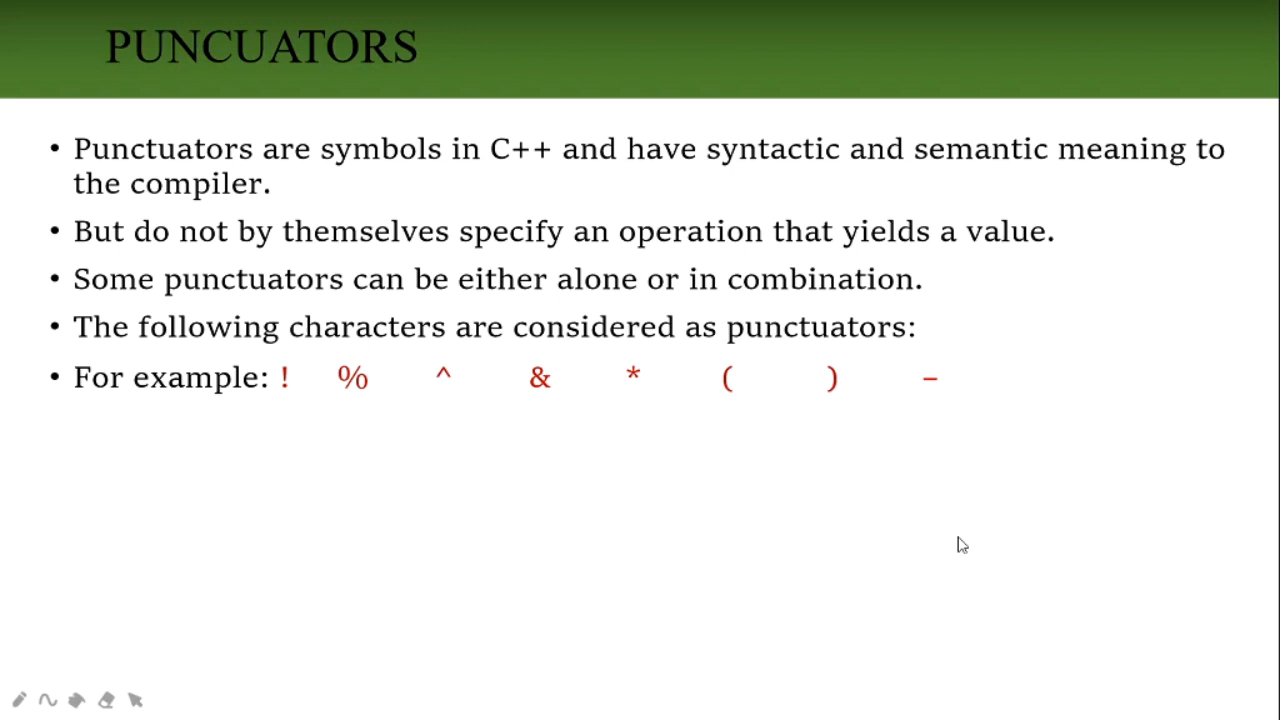 PUNCUATORS
• Punctuators are symbols in C++ and have syntactic and semantic meaning to
the compiler.
• But do not by themselves specify an operation that yields a value.
• Some punctuators can be either alone or in combination.
• The following characters are considered as punctuators:
• For example: ! % ^ & * ( ) –